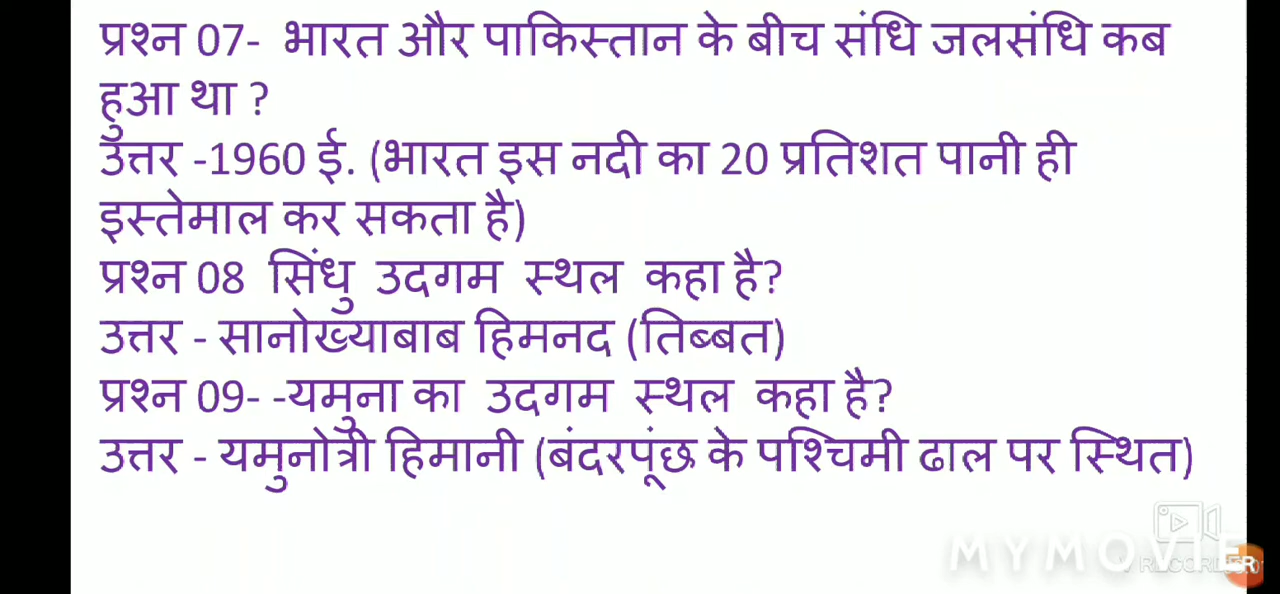 प्रश्न 07- भारत और पाकिस्तान के बीच संधि जलसंधि कब
हुआ था ?
उत्तर -1960 ई. (भारत इस नदी का 20 प्रतिशत पानी ही
इस्तेमाल कर सकता है)
प्रश्न 08 सिंधु उदगम स्थल कहा है?
उत्तर - सानोख्याबाब हिमनद (तिब्बत)
प्रश्न 09- -यमुना का उदगम स्थल कहा है?
उत्तर - यमुनोत्री हिमानी (बंदरपूंछ के पश्चिमी ढाल पर स्थित)
MYMOVIE